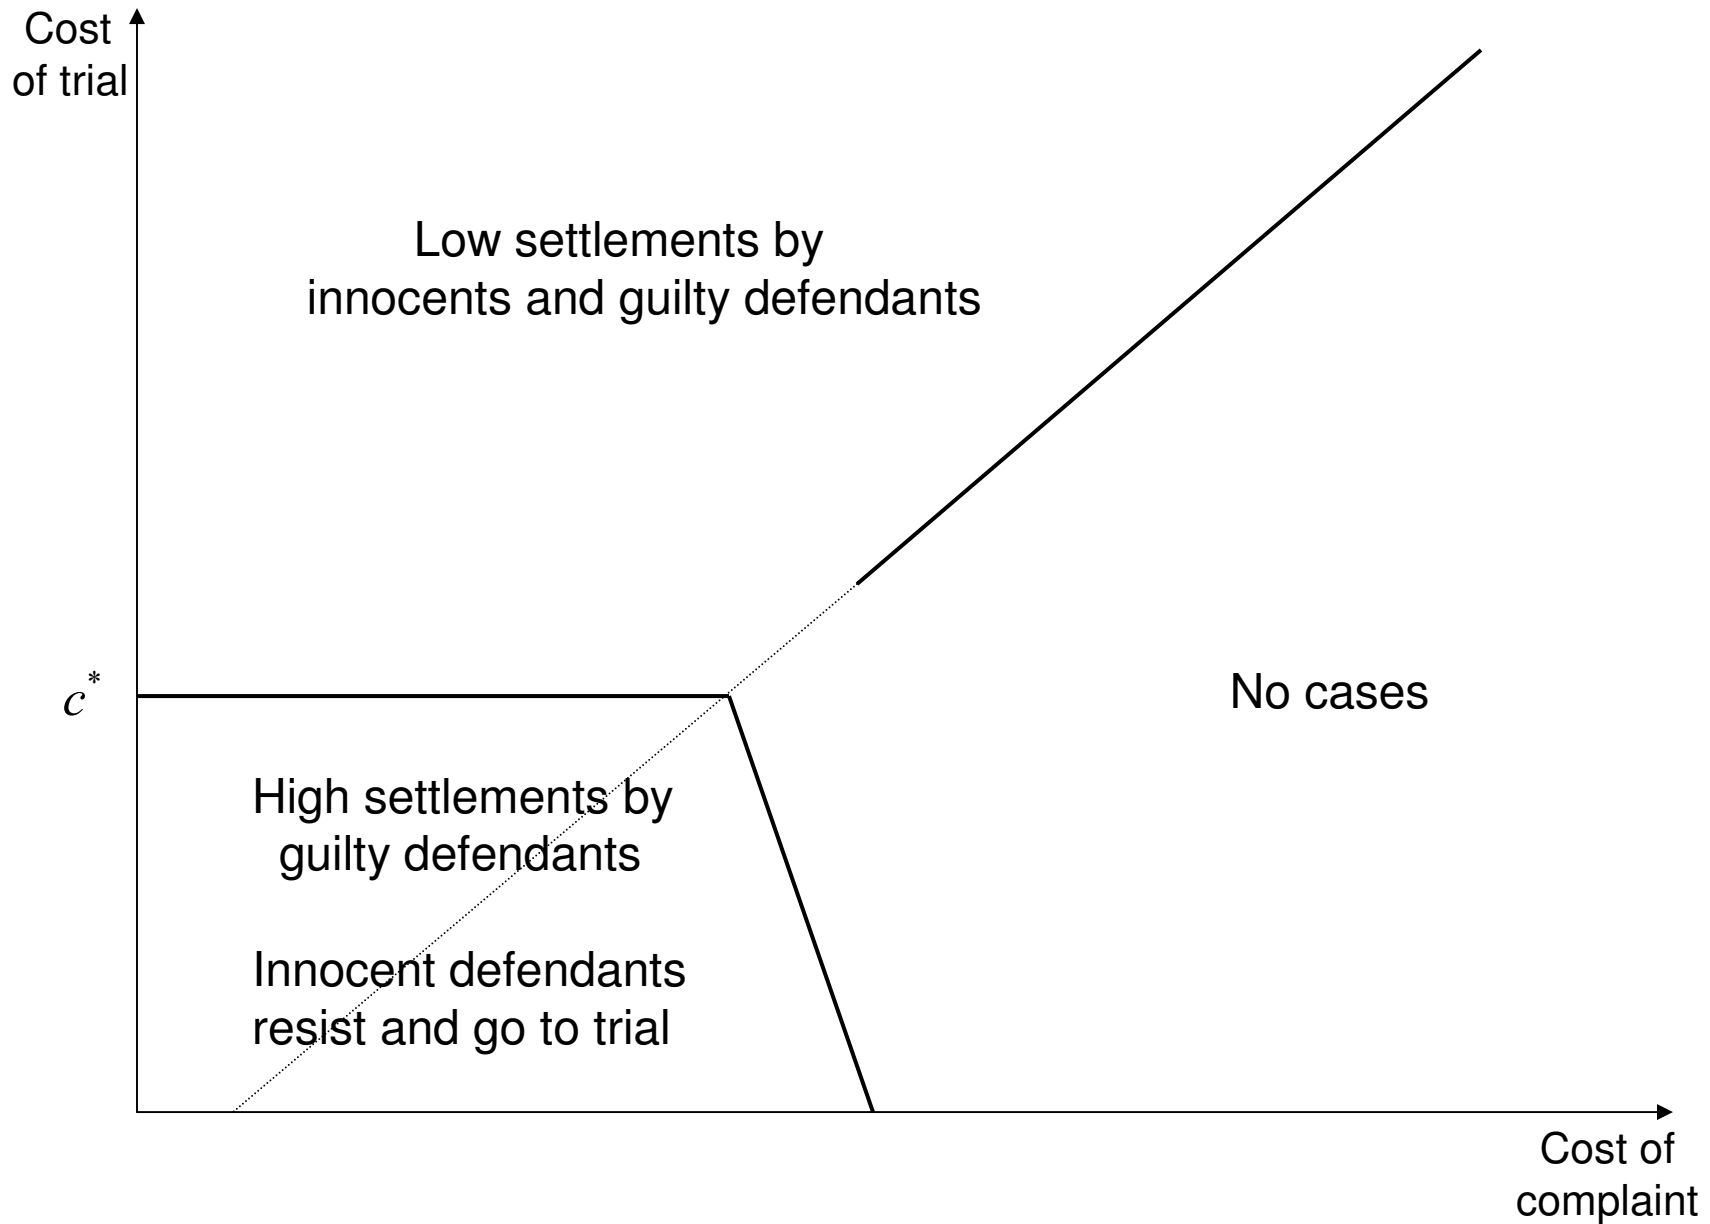 Cost
of trial
Low settlements by
innocents and guilty defendants
c*
No cases
High settlements by
guilty defendants
Innocent defendants
resist and go to trial
Cost of
complaint